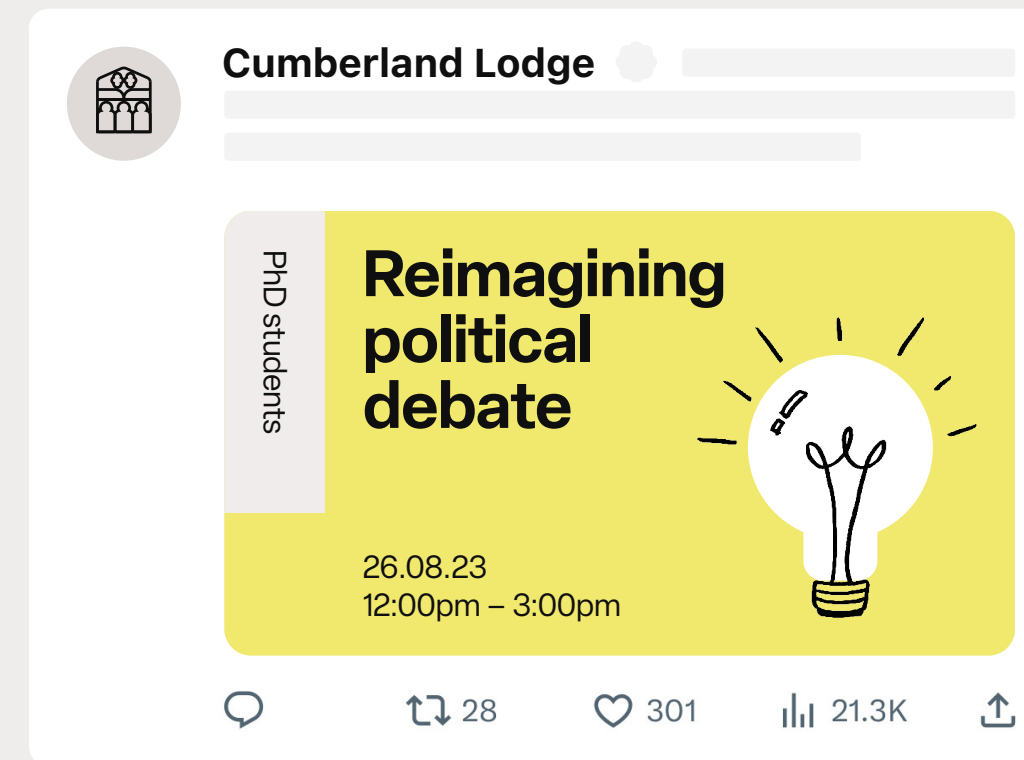 Cumberland Lodge
PhD students
Reimagining
political
debate
26.08.23
12:00pm – 3:00pm
28
301
21.3K